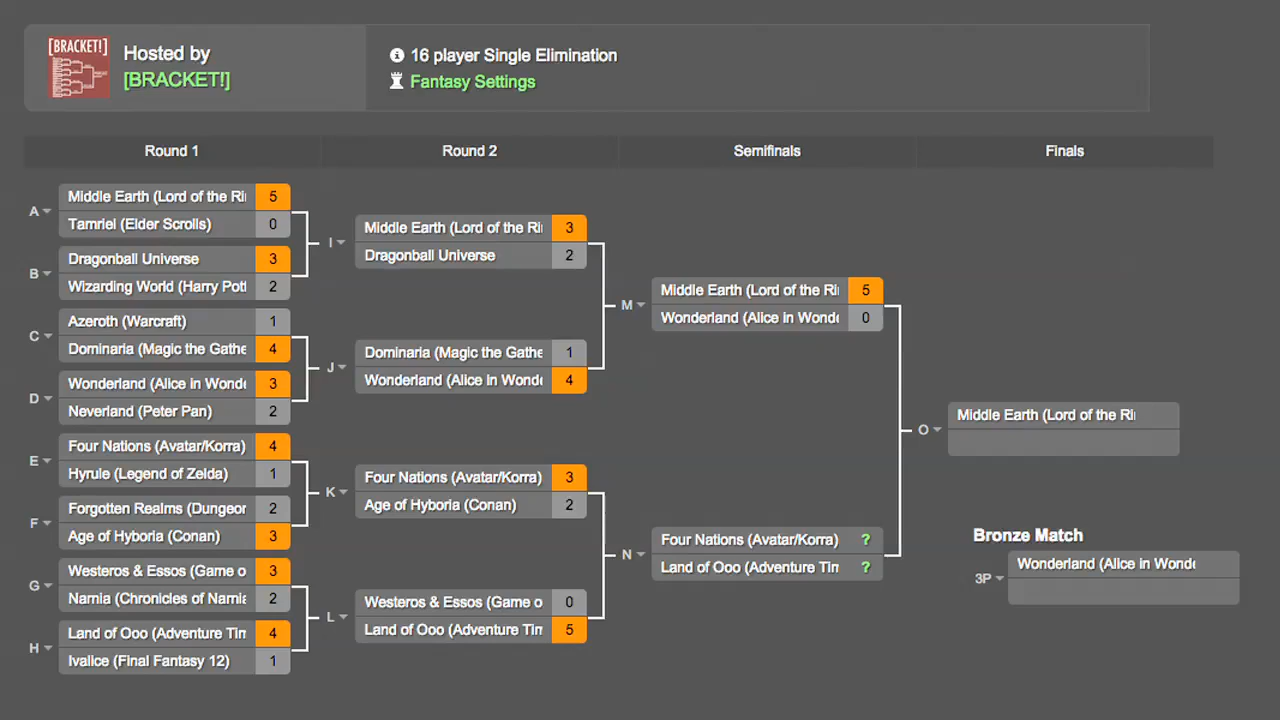 [BRACKET!]
Hosted by
[BRACKET!]
16 player Single Elimination
Fantasy Settings
Round 1
Round 2
Semifinals
Finals
A
Middle Earth (Lord of the Ri 5
Tamriel (Elder Scrolls) 0
B
Dragonball Universe 3
Wizarding World (Harry Pott 2
C
Azeroth (Warcraft) 1
Dominaria (Magic the Gathe 4
D
Wonderland (Alice in Wonde 3
Neverland (Peter Pan) 2
E
Four Nations (Avatar/Korra) 4
Hyrule (Legend of Zelda) 1
F
Forgotten Realms (Dungeor 2
Age of Hyboria (Conan) 3
G
Westeros & Essos (Game o 3
Narnia (Chronicles of Narnia 2
H
Land of Ooo (Adventure Tim 4
Ivalice (Final Fantasy 12) 1
I
Middle Earth (Lord of the Ri 3
Dragonball Universe 2
J
Dominaria (Magic the Gathe 1
Wonderland (Alice in Wonde 4
K
Four Nations (Avatar/Korra) 3
Age of Hyboria (Conan) 2
L
Westeros & Essos (Game o 0
Land of Ooo (Adventure Tim 5
M
Middle Earth (Lord of the Ri 5
Wonderland (Alice in Wonde 0
N
Four Nations (Avatar/Korra) ?
Land of Ooo (Adventure Tim ?
O
Middle Earth (Lord of the Ri
Bronze Match
3P
Wonderland (Alice in Wonde